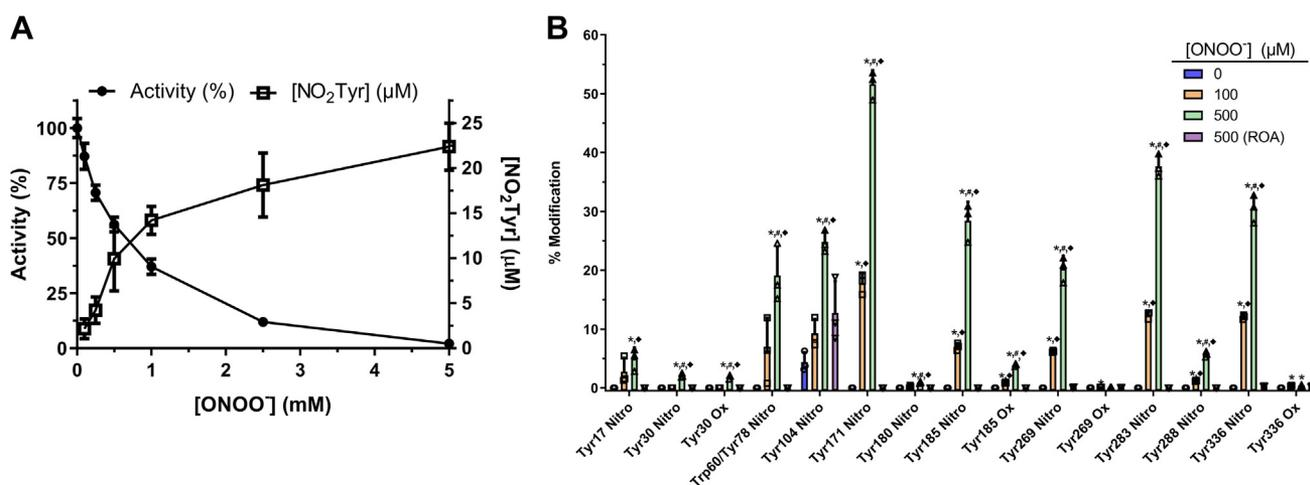 A
Activity (%) [NO2Tyr] (μM)
100
75
50
25
0
Activity (%)
25
20
15
10
5
0
[NO2Tyr] (μM)
0 1 2 3 4 5
[ONOO-] (mM)
B
60
50
40
30
20
10
0
% Modification
[ONOO-] (μM)
0
100
500
500 (ROA)
*,♦
*,#,♦
*,#,♦
*,#,♦
*,#,♦
*,♦
*,#,♦
*,#,♦
*,♦
*,#,♦
*,♦
*,#,♦
*,♦
*,#,♦
*
*,♦
*,#,♦
*,♦
*,#,♦
*,♦
*,#,♦
*
*
Tyr17 Nitro
Tyr30 Nitro
Tyr30 Ox
Trp60/Tyr78 Nitro
Tyr104 Nitro
Tyr171 Nitro
Tyr180 Nitro
Tyr185 Nitro
Tyr185 Ox
Tyr269 Nitro
Tyr269 Ox
Tyr283 Nitro
Tyr288 Nitro
Tyr336 Nitro
Tyr336 Ox